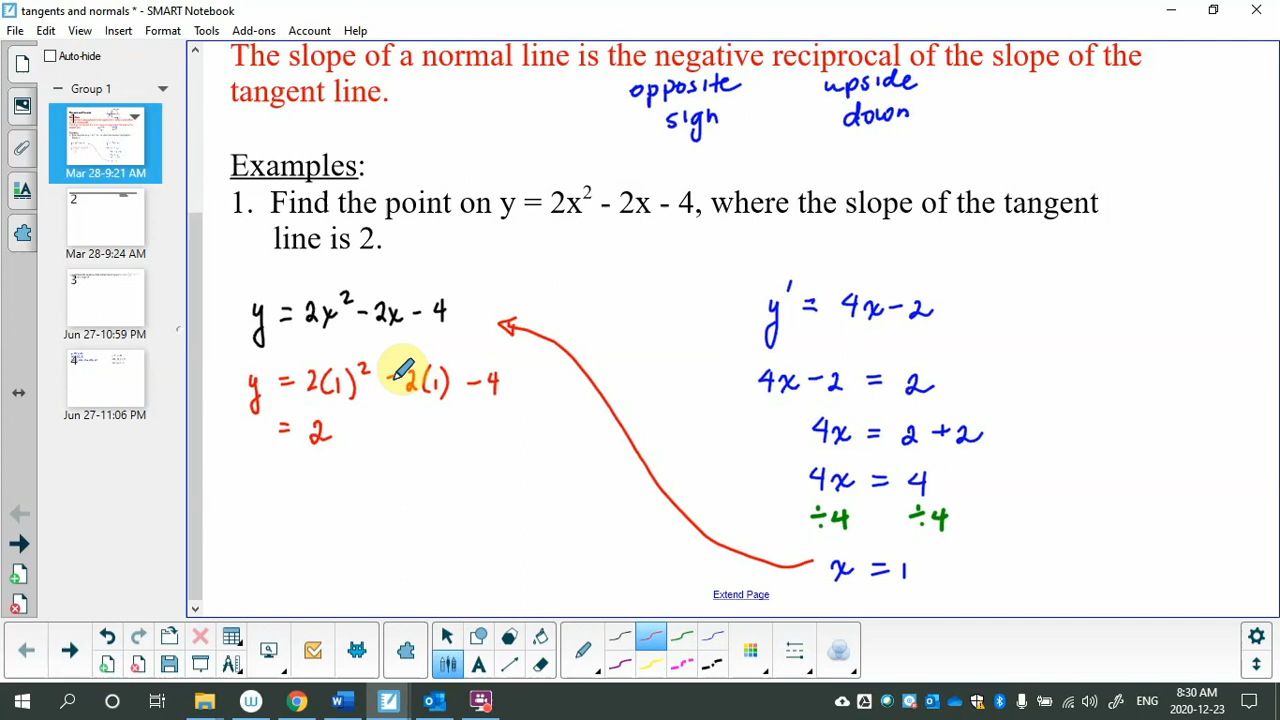 tangents and normals * - SMART Notebook
File Edit View Insert Format Tools Add-ons Account Help
Auto-hide
Group 1
1
Mar 28-9:21 AM
2
Mar 28-9:24 AM
3
Jun 27-10:59 PM
4
Jun 27-11:06 PM
The slope of a normal line is the negative reciprocal of the slope of the
tangent line.
opposite upside
sign down
Examples:
1. Find the point on y = 2x² - 2x - 4, where the slope of the tangent
line is 2.
y = 2x² - 2x - 4
y = 2(1)² - 2(1) - 4
= 2
y' = 4x - 2
4x - 2 = 2
4x = 2 + 2
4x = 4
÷4 ÷4
x = 1
Extend Page
ENG
8:30 AM
2020-12-23